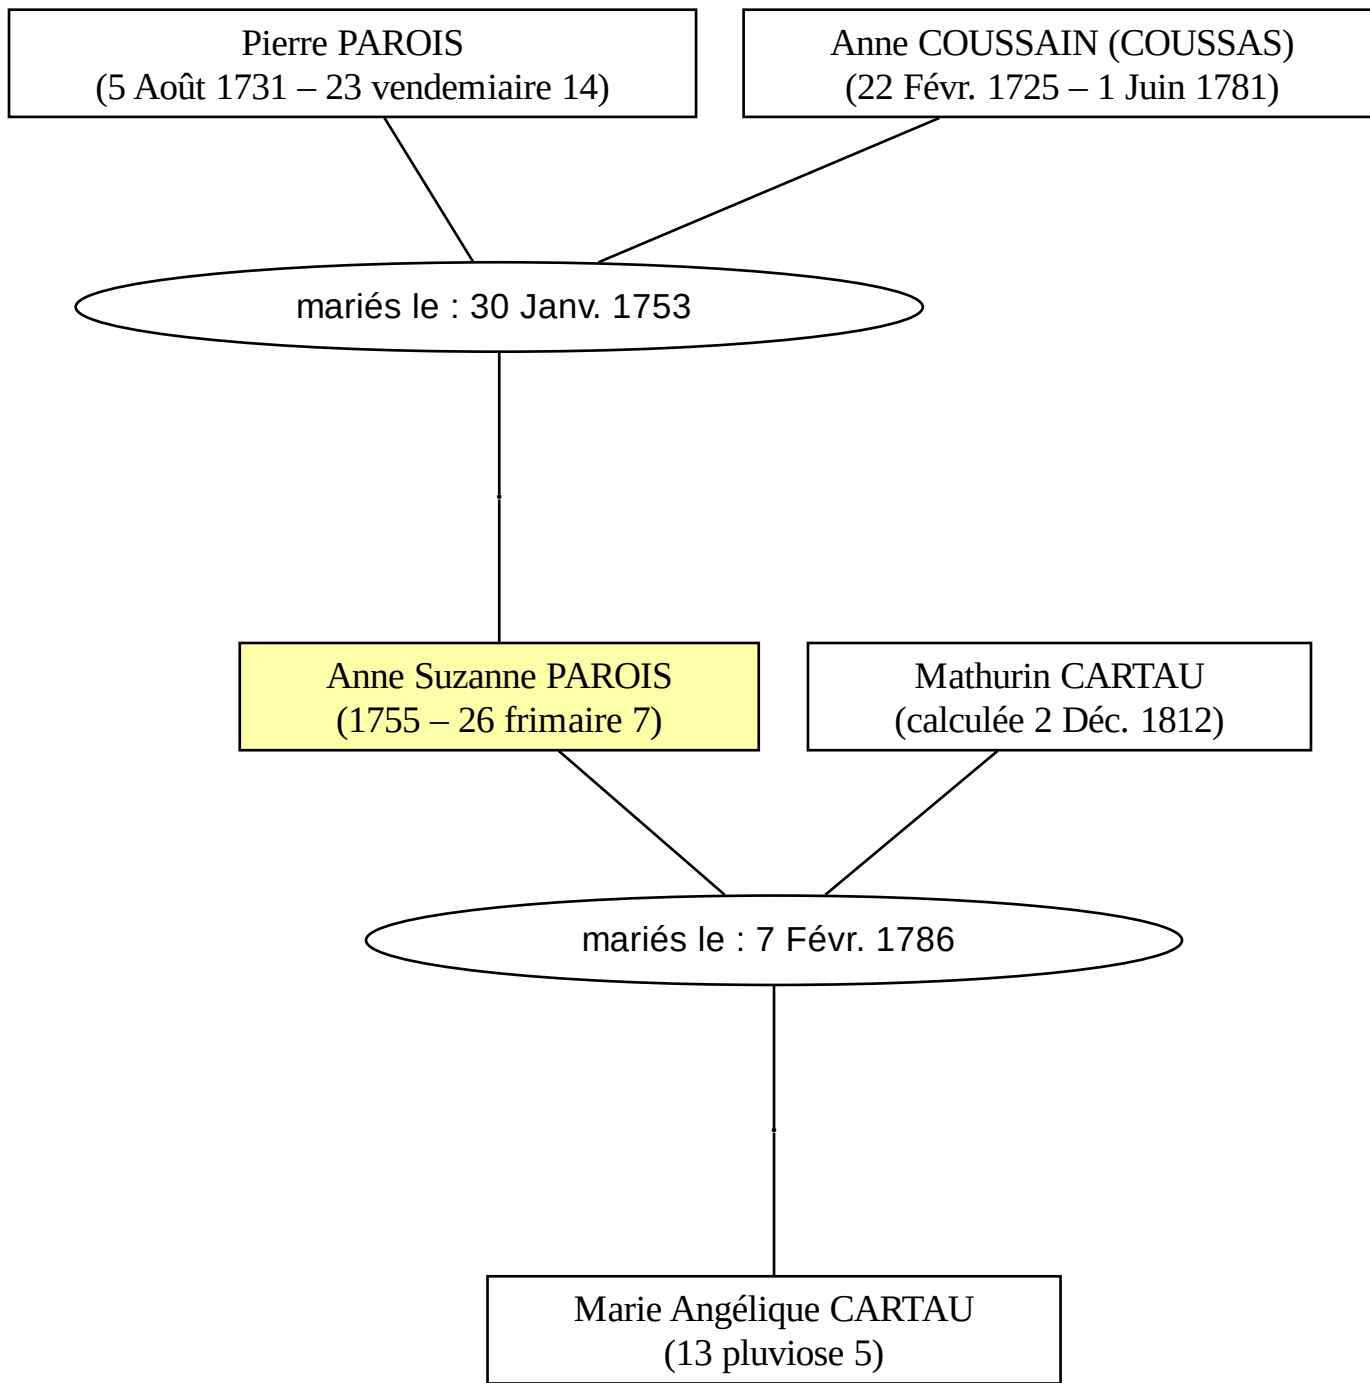 Pierre PAROIS
(5 Août 1731 – 23 vendemiaire 14)
Anne COUSSAIN (COUSSAS)
(22 Févr. 1725 – 1 Juin 1781)
mariés le : 30 Janv. 1753
Anne Suzanne PAROIS
(1755 – 26 frimaire 7)
Mathurin CARTAU
(calculée 2 Déc. 1812)
mariés le : 7 Févr. 1786
Marie Angélique CARTAU
(13 pluviose 5)